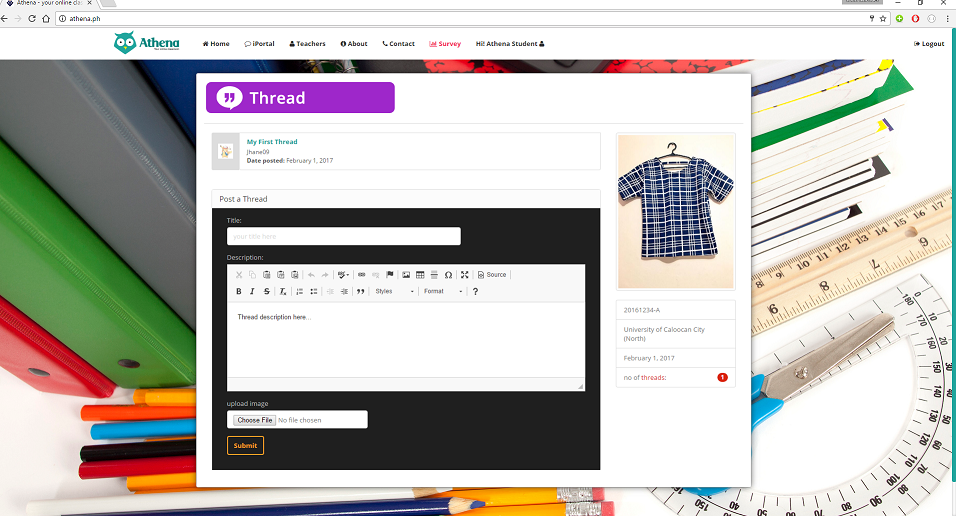 Athena - your online clas
athena.ph
Athena
Home
iPortal
Teachers
About
Contact
Survey
Hi! Athena Student
Logout
Thread
My First Thread
Jhane09
Date posted: February 1, 2017
Post a Thread
Title:
your title here
Description:
Source
B I S Tx
Styles
Format
?
Thread description here...
upload image
Choose File No file chosen
Submit
20161234-A
University of Caloocan City
(North)
February 1, 2017
no of threads: 1